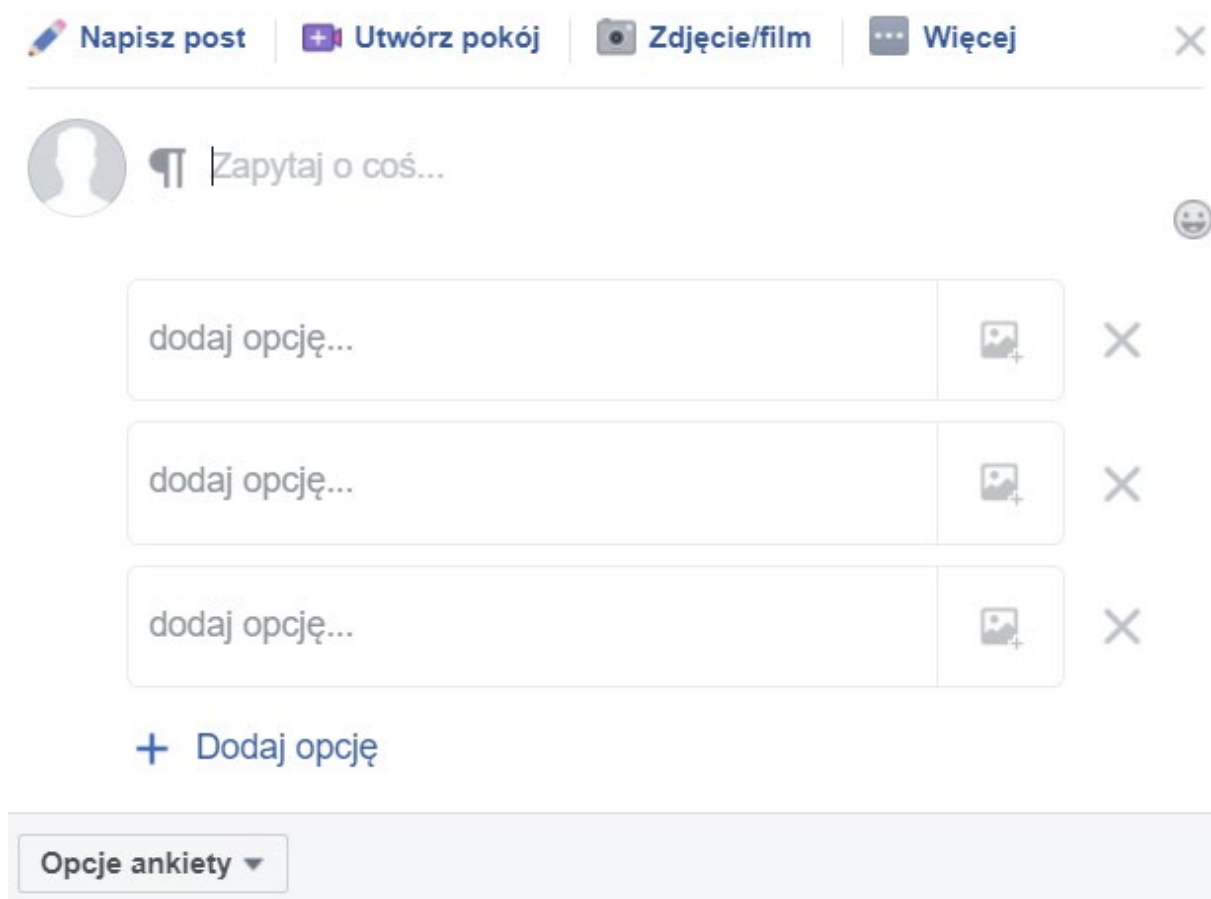 Napisz post Utwórz pokój Zdjęcie/film Więcej
¶ Zapytaj o coś...
dodaj opcję...
dodaj opcję...
dodaj opcję...
+ Dodaj opcję
Opcje ankiety